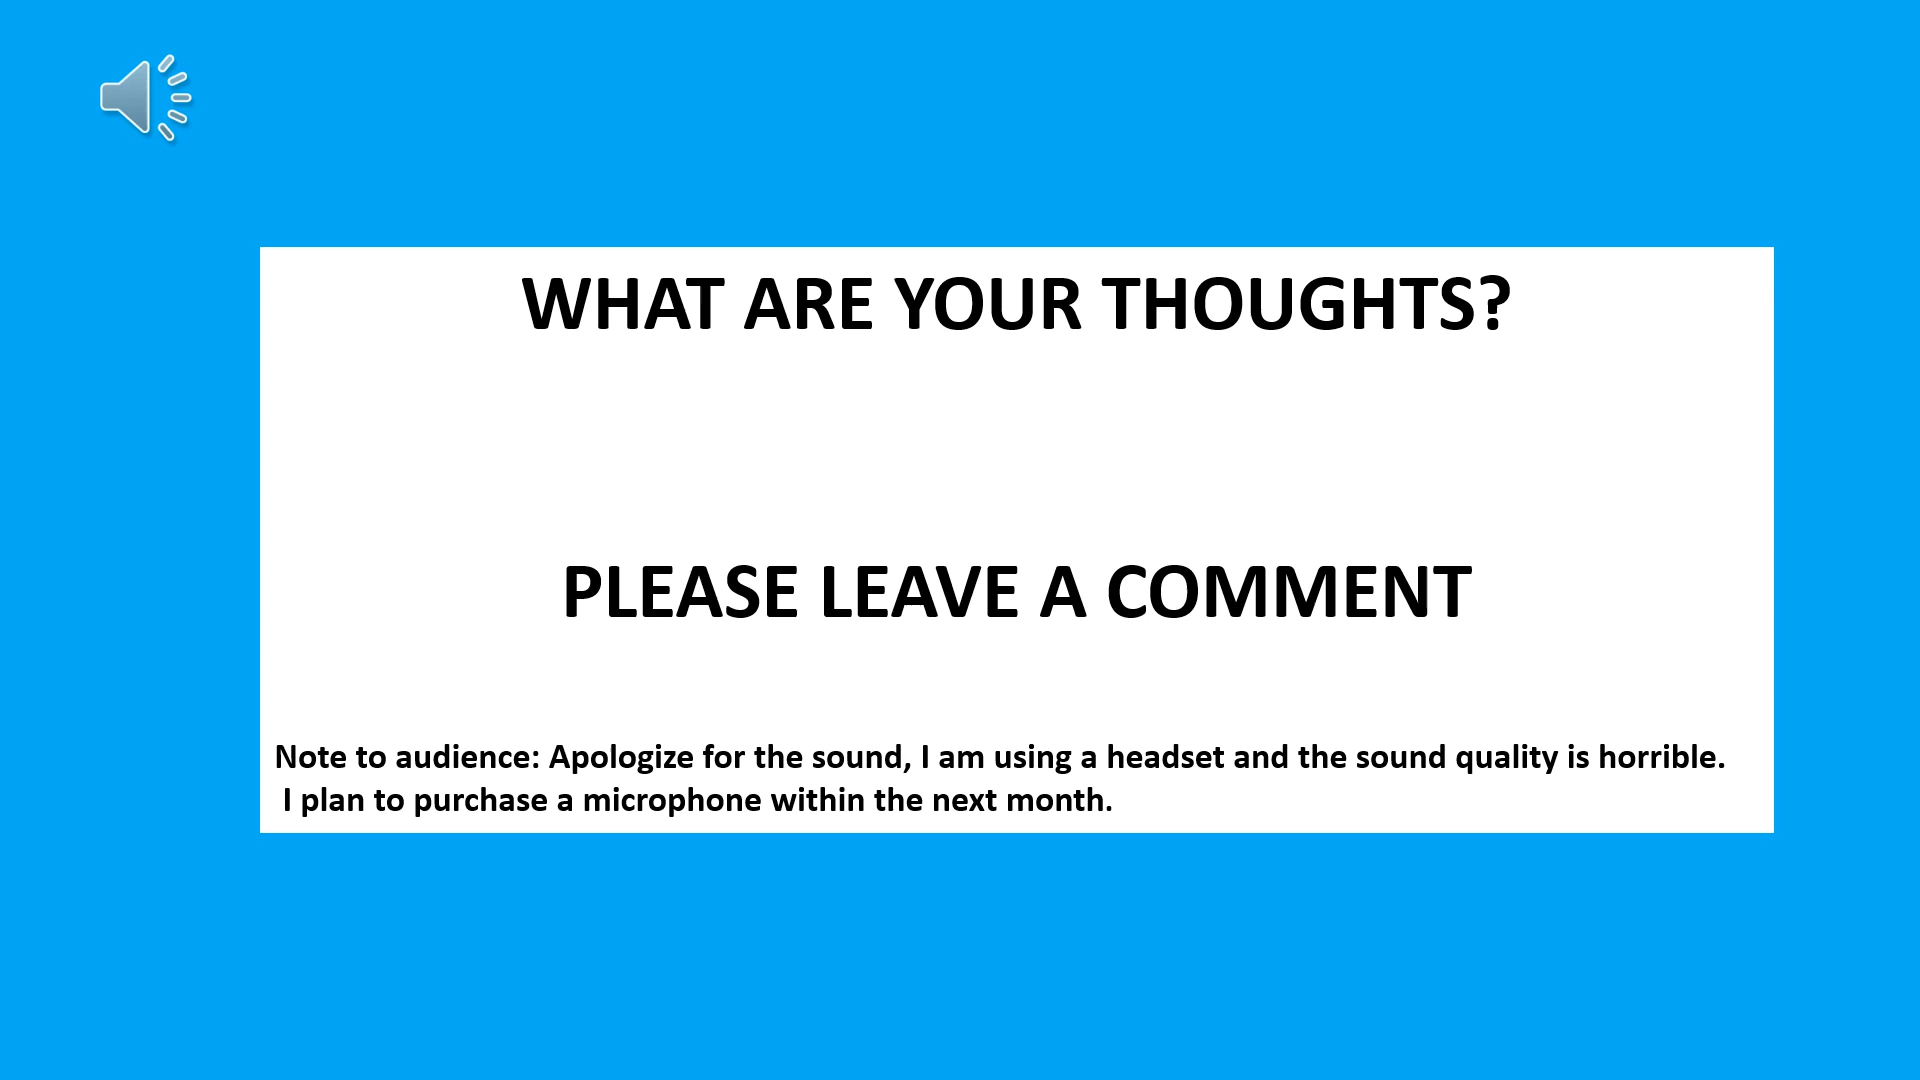 WHAT ARE YOUR THOUGHTS?
PLEASE LEAVE A COMMENT
Note to audience: Apologize for the sound, I am using a headset and the sound quality is horrible.
I plan to purchase a microphone within the next month.